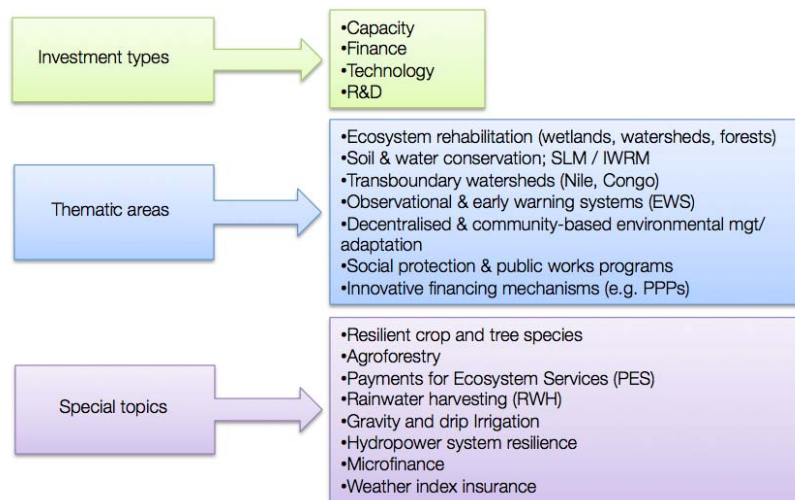 Investment types
•Capacity
•Finance
•Technology
•R&D
Thematic areas
•Ecosystem rehabilitation (wetlands, watersheds, forests)
•Soil & water conservation; SLM / IWRM
•Transboundary watersheds (Nile, Congo)
•Observational & early warning systems (EWS)
•Decentralised & community-based environmental mgt/
adaptation
•Social protection & public works programs
•Innovative financing mechanisms (e.g. PPPs)
Special topics
•Resilient crop and tree species
•Agroforestry
•Payments for Ecosystem Services (PES)
•Rainwater harvesting (RWH)
•Gravity and drip Irrigation
•Hydropower system resilience
•Microfinance
•Weather index insurance